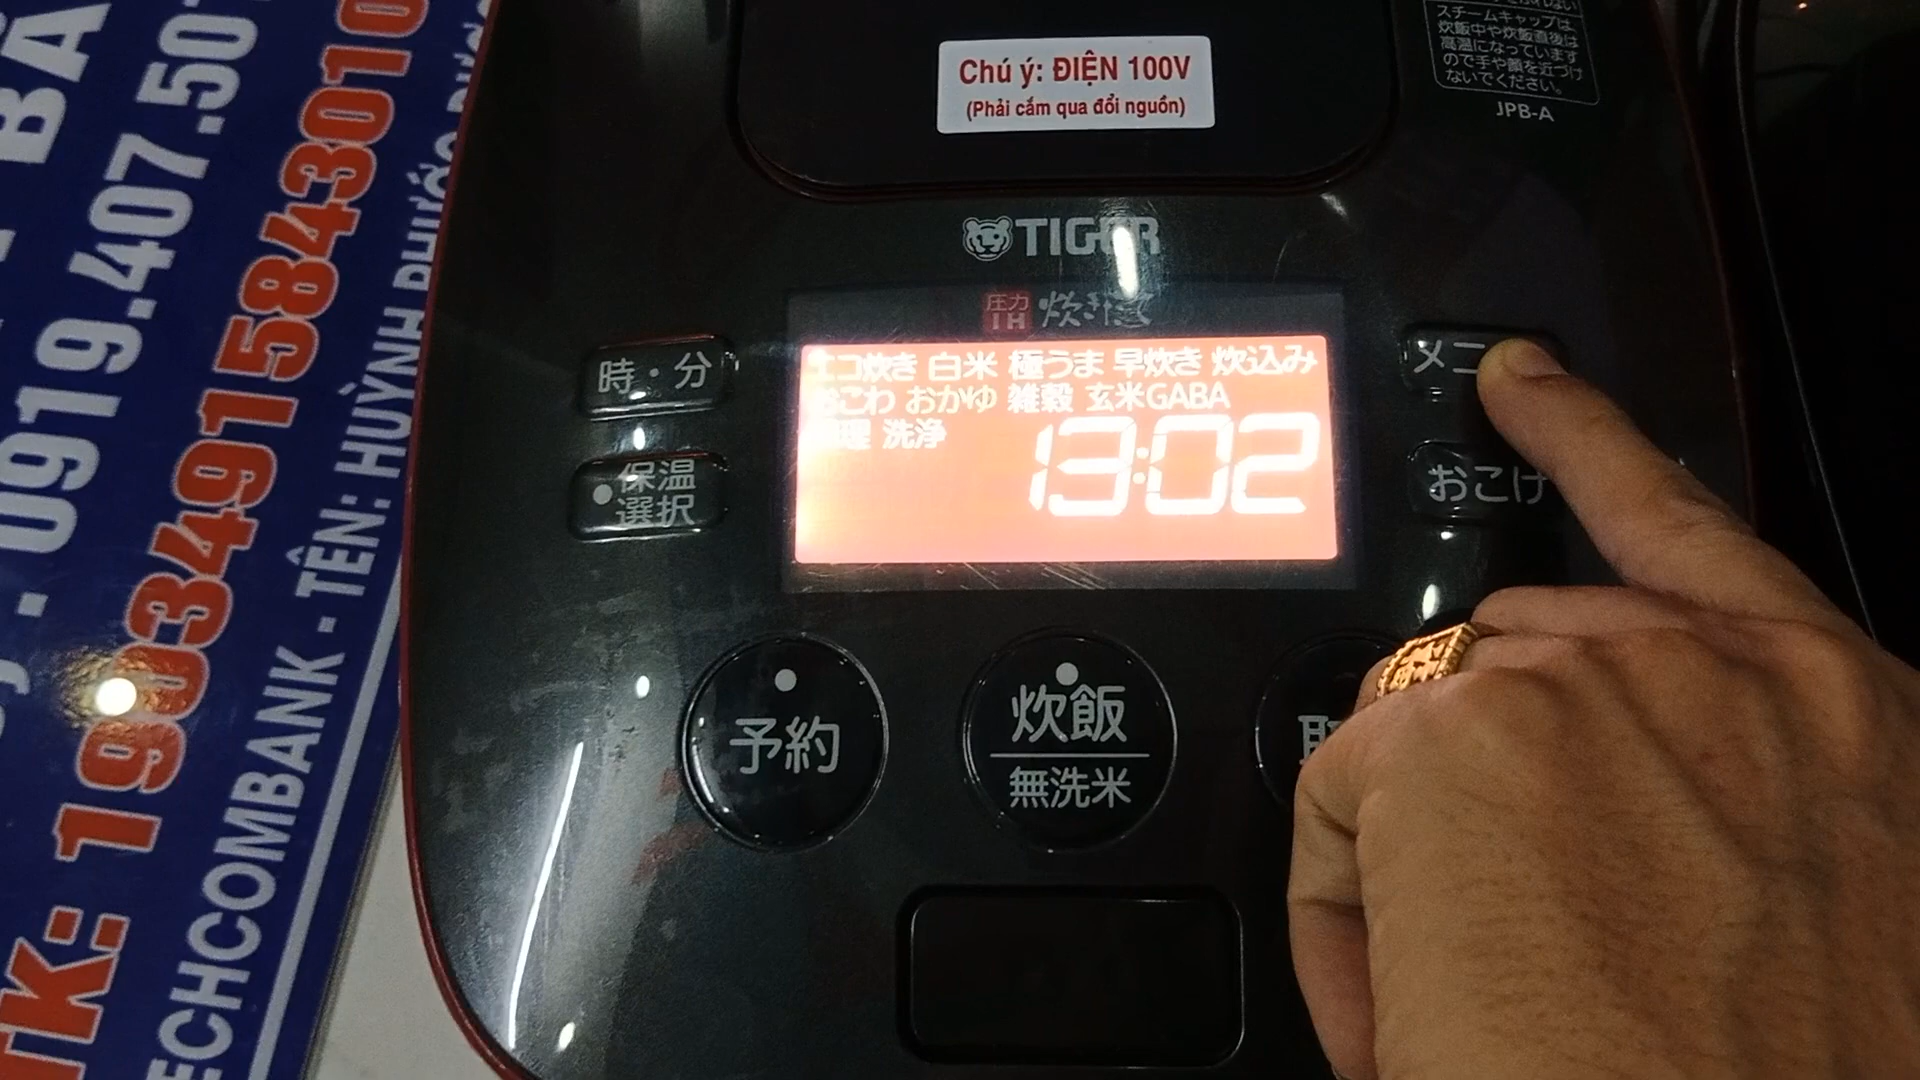 スチームキャップは、
炊飯中や炊飯直後は
高温になっています
ので手や顔を近づけ
ないでください。
JPB-A
Chú ý: ĐIỆN 100V
(Phải cắm qua đổi nguồn)
TIGER
圧力
IH
炊きたて
エコ炊き 白米 極うま 早炊き 炊込み
おこわ おかゆ 雑穀 玄米GABA
調理 洗浄
13:02
時・分
保温
選択
メニ
おこげ
予約
炊飯
無洗米
取
0919.407.501
TK: 19034915843010
TECHCOMBANK - TÊN: HUỲNH PHƯỚC